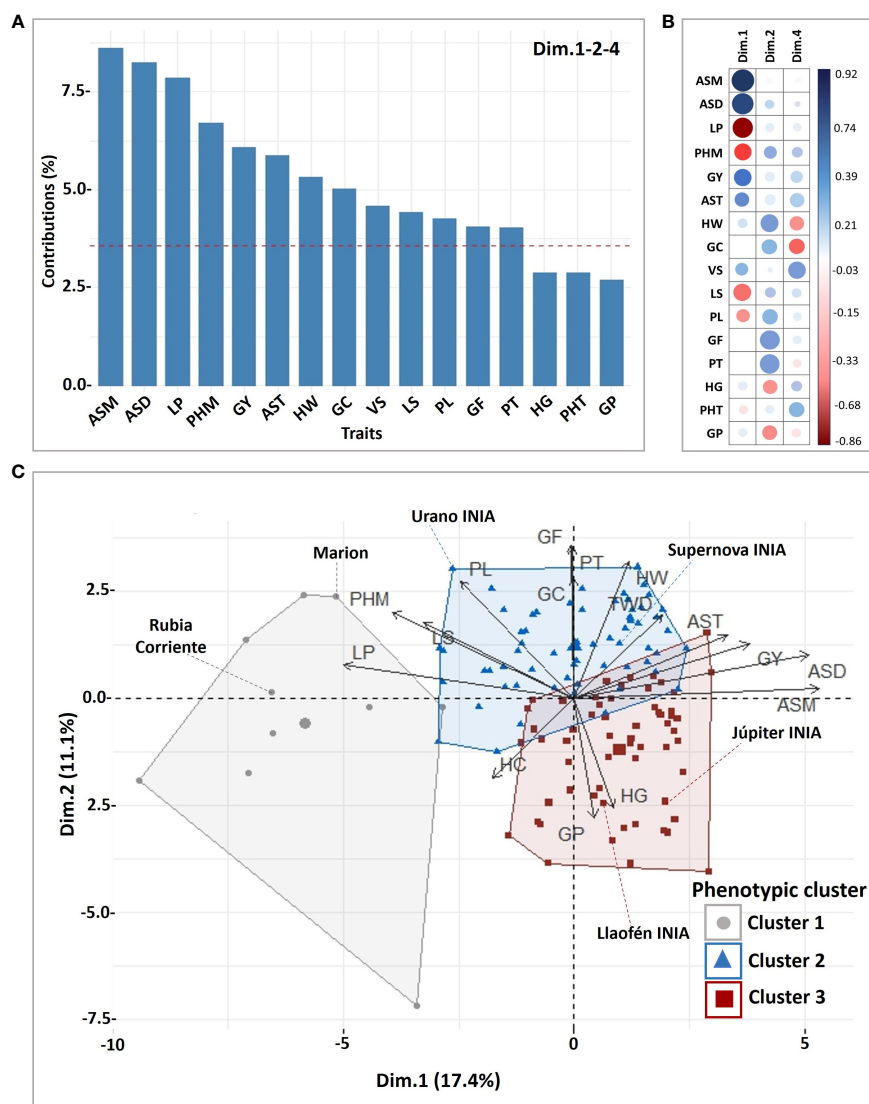 A
Dim.1-2-4
Contributions (%)
7.5-
5.0-
2.5-
0.0-
ASM ASD LP PHM GY AST HW GC VS LS PL GF PT HG PHT GP
Traits
B
Dim.1 Dim.2 Dim.4
ASM
ASD
LP
PHM
GY
AST
HW
GC
VS
LS
PL
GF
PT
HG
PHT
GP
0.92
0.74
0.39
0.21
-0.03
-0.15
-0.33
-0.68
-0.86
C
Urano INIA
Marion
Supernova INIA
Rubia
Corriente
GF
PT
PL
HW
GC
TWD
PHM
LS
AST
LP
GY
ASD
ASM
Júpiter INIA
HC
HG
GP
Llaofén INIA
Phenotypic cluster
Cluster 1
Cluster 2
Cluster 3
Dim.2 (11.1%)
2.5-
0.0-
2.5-
-5.0-
-7.5-
-10 -5 0 5
Dim.1 (17.4%)